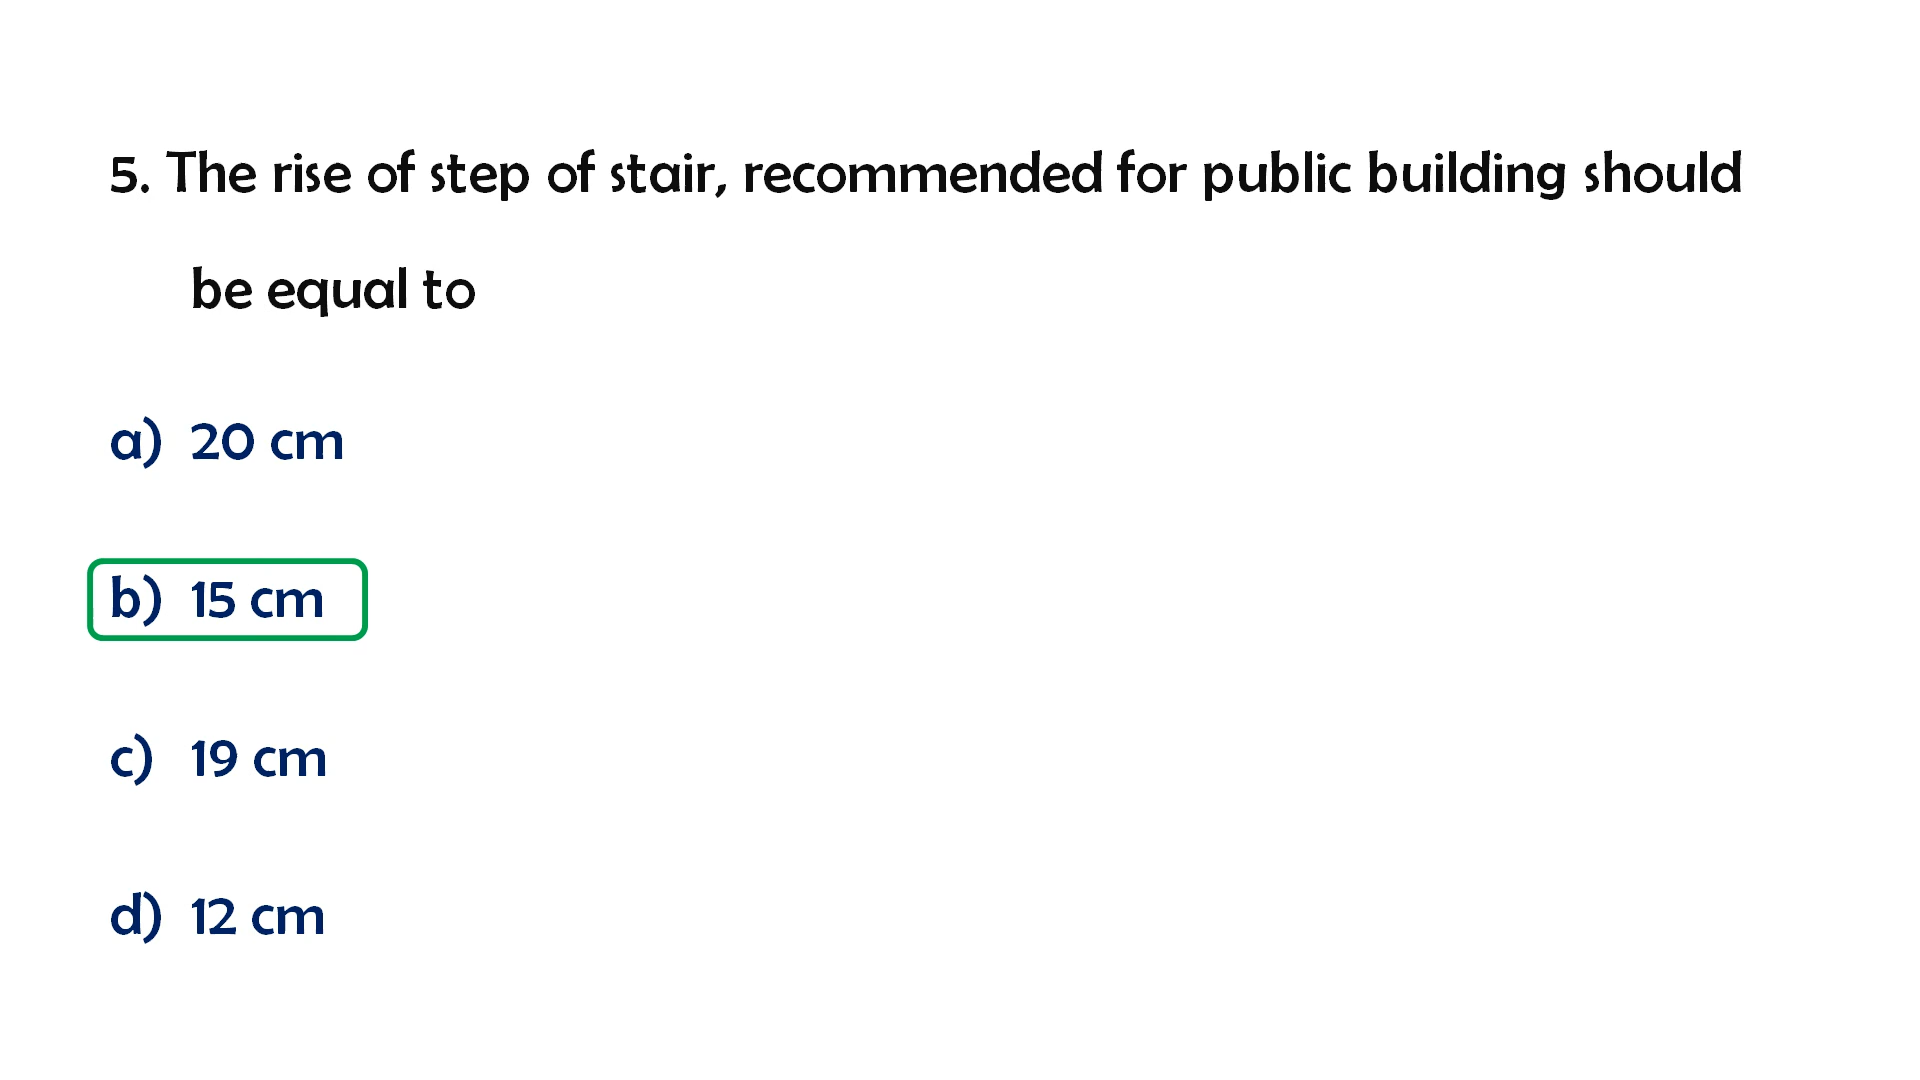 5. The rise of step of stair, recommended for public building should
be equal to
a) 20 cm
b) 15 cm
c) 19 cm
d) 12 cm